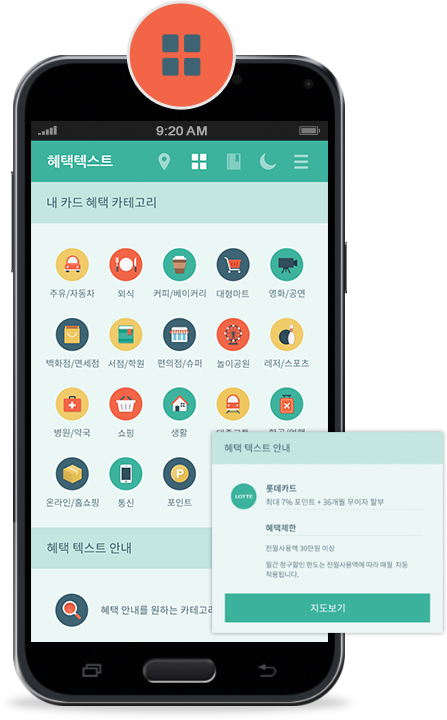 9:20 AM
혜택텍스트
내 카드 혜택 카테고리
주유/자동차 외식 커피/베이커리 대형마트 영화/공연
백화점/면세점 서점/학원 편의점/슈퍼 놀이공원 레저/스포츠
병원/약국 쇼핑 생활
온라인/홈쇼핑 통신 포인트
혜택 텍스트 안내
혜택 안내를 원하는 카테고리
혜택 텍스트 안내
LOTTE
롯데카드
최대 7% 포인트 + 36개월 무이자 할부
혜택제한
전월사용액 30만원 이상
월간 청구할인 한도는 전월사용액에 따라 매월 차등
적용됩니다.
지도보기